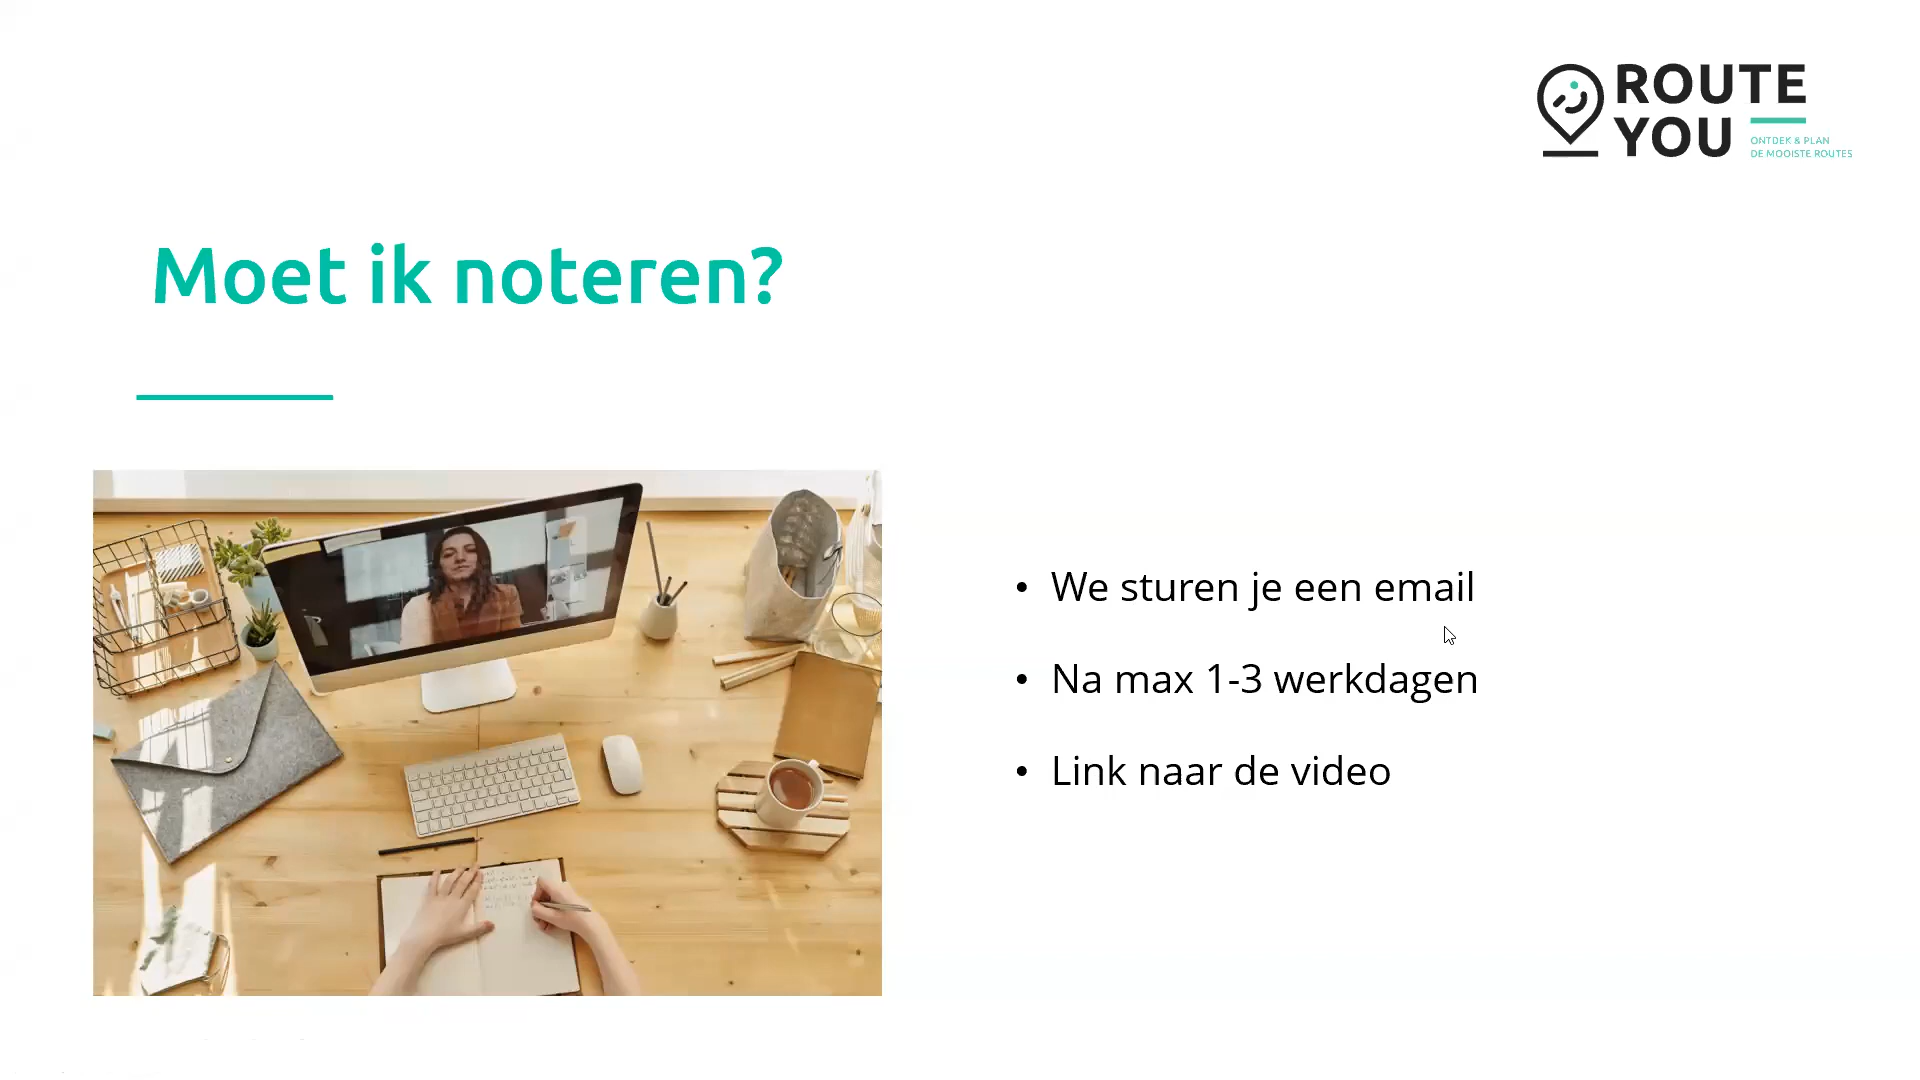 ROUTE
YOU
ONTDEK & PLAN
DE MOOISTE ROUTES
Moet ik noteren?
• We sturen je een email
• Na max 1-3 werkdagen
• Link naar de video